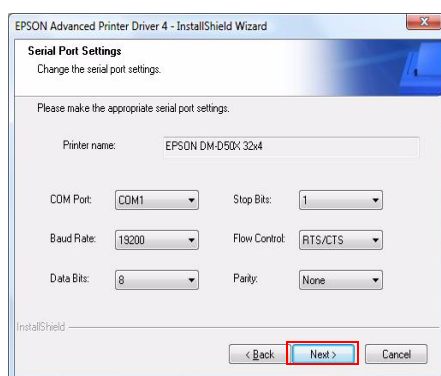 EPSON Advanced Printer Driver 4 - InstallShield Wizard
Serial Port Settings
Change the serial port settings.
Please make the appropriate serial port settings.
Printer name: EPSON DM-D50X 32x4
COM Port: COM1 Stop Bits: 1
Baud Rate: 19200 Flow Control: RTS/CTS
Data Bits: 8 Parity: None
InstallShield
< Back Next > Cancel